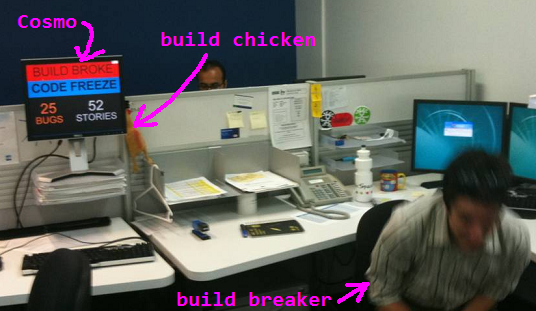 Cosmo
build chicken
BUILD BROKE
CODE FREEZE
25 52
BUGS STORIES
build breaker